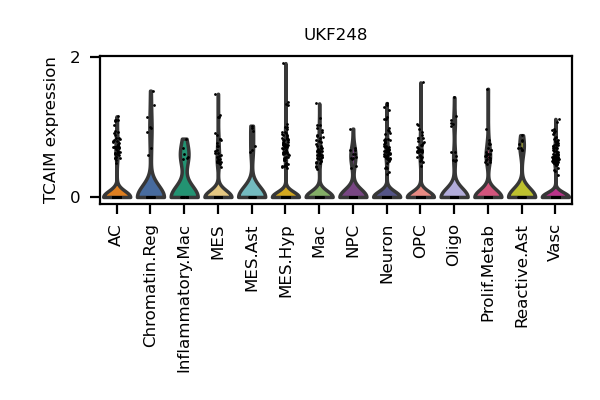 UKF248
TCAIM expression
2
0
AC
Chromatin.Reg
Inflammatory.Mac
MES
MES.Ast
MES.Hyp
Mac
NPC
Neuron
OPC
Oligo
Prolif.Metab
Reactive.Ast
Vasc